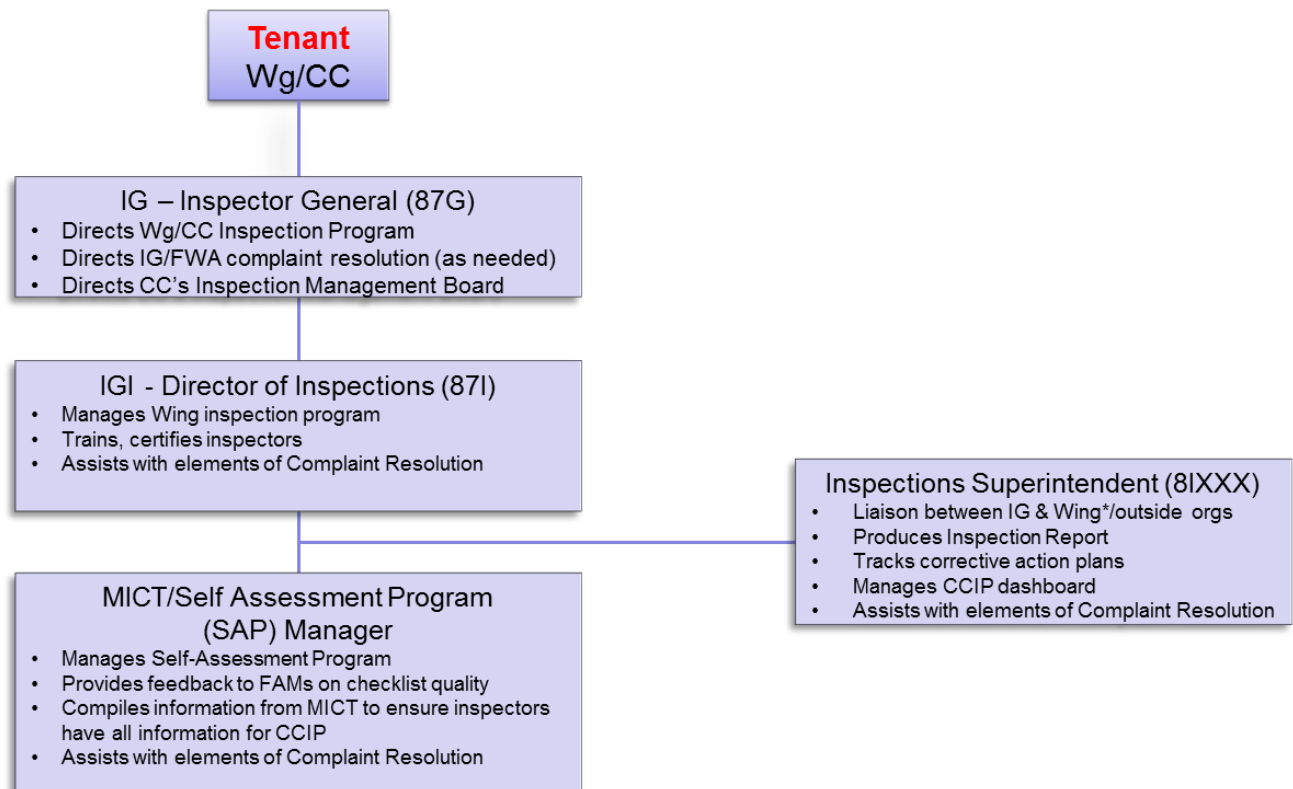 Tenant
Wg/CC
IG – Inspector General (87G)
• Directs Wg/CC Inspection Program
• Directs IG/FWA complaint resolution (as needed)
• Directs CC's Inspection Management Board
IGI - Director of Inspections (87I)
• Manages Wing inspection program
• Trains, certifies inspectors
• Assists with elements of Complaint Resolution
Inspections Superintendent (8IXXX)
• Liaison between IG & Wing*/outside orgs
• Produces Inspection Report
• Tracks corrective action plans
• Manages CCIP dashboard
• Assists with elements of Complaint Resolution
MICT/Self Assessment Program
(SAP) Manager
• Manages Self-Assessment Program
• Provides feedback to FAMs on checklist quality
• Compiles information from MICT to ensure inspectors
have all information for CCIP
• Assists with elements of Complaint Resolution